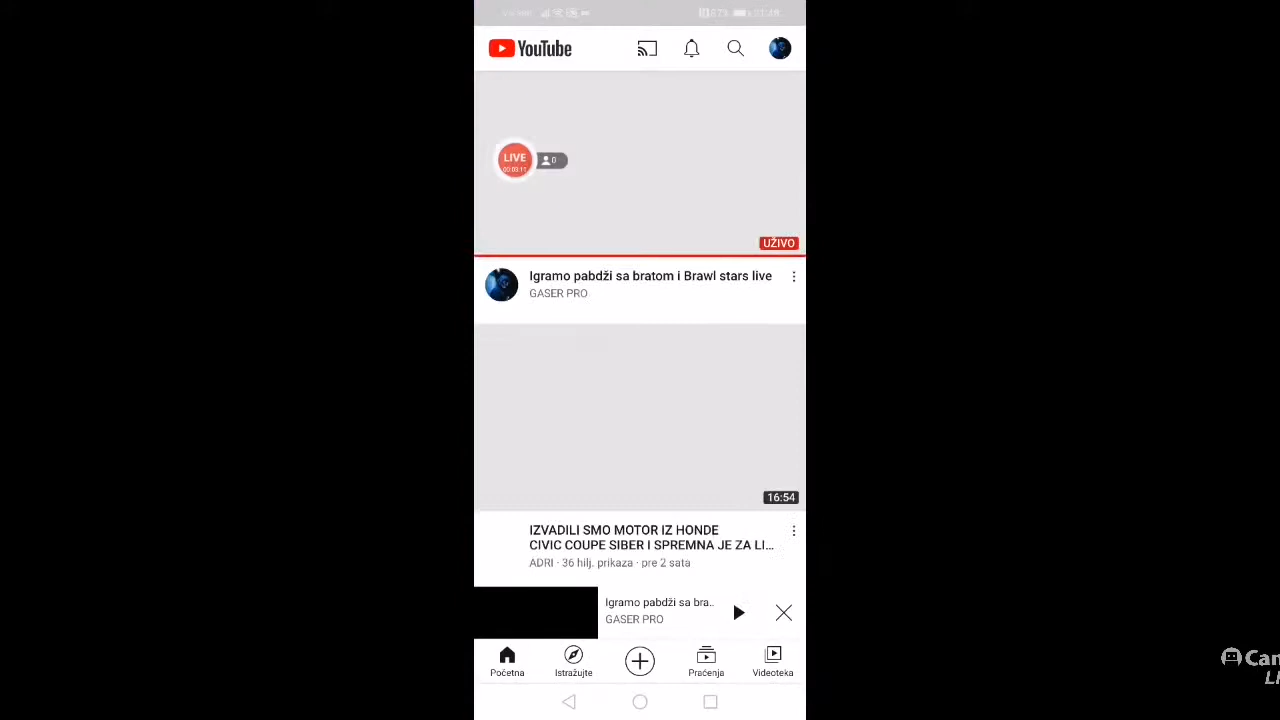 YouTube
LIVE
0
UŽIVO
Igramo pabdži sa bratom i Brawl stars live
GASER PRO
16:54
IZVADILI SMO MOTOR IZ HONDE
CIVIC COUPE SIBER I SPREMNA JE ZA LI...
ADRI · 36 hilj. prikaza · pre 2 sata
Igramo pabdži sa bra..
GASER PRO
Početna
Istražujte
Praćenja
Videoteka